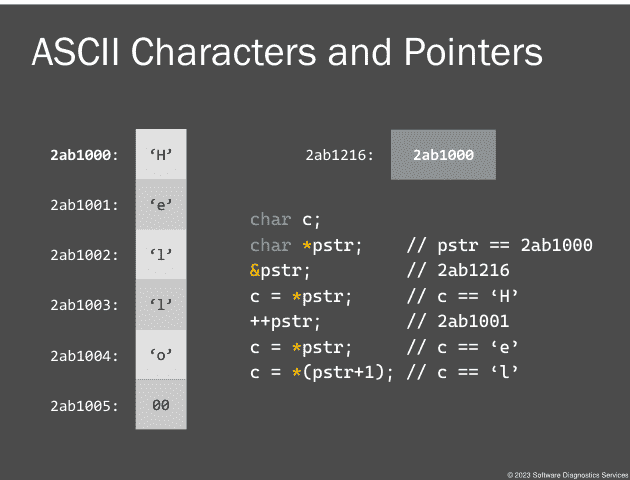 ASCII Characters and Pointers
2ab1000: ‘H’
2ab1001: ‘e’
2ab1002: ‘l’
2ab1003: ‘l’
2ab1004: ‘o’
2ab1005: 00
2ab1216: 2ab1000
char c;
char *pstr; // pstr == 2ab1000
&pstr; // 2ab1216
c = *pstr; // c == ‘H’
++pstr; // 2ab1001
c = *pstr; // c == ‘e’
c = *(pstr+1); // c == ‘l’
© 2023 Software Diagnostics Services